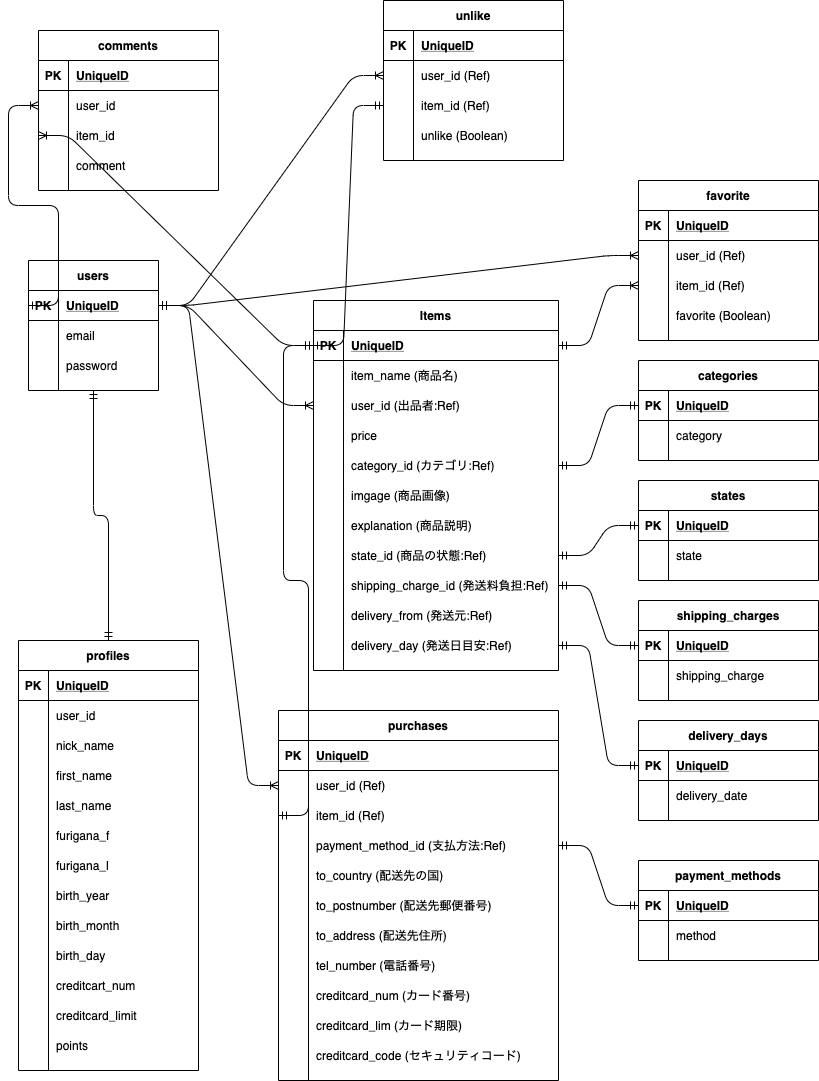 unlike
PK UniqueID
user_id (Ref)
item_id (Ref)
unlike (Boolean)
comments
PK UniqueID
user_id
item_id
comment
favorite
PK UniqueID
user_id (Ref)
item_id (Ref)
favorite (Boolean)
users
PK UniqueID
email
password
Items
PK UniqueID
item_name (商品名)
user_id (出品者:Ref)
price
category_id (カテゴリ:Ref)
imgage (商品画像)
explanation (商品説明)
state_id (商品の状態:Ref)
shipping_charge_id (発送料負担:Ref)
delivery_from (発送元:Ref)
delivery_day (発送日目安:Ref)
categories
PK UniqueID
category
states
PK UniqueID
state
shipping_charges
PK UniqueID
shipping_charge
delivery_days
PK UniqueID
delivery_date
profiles
PK UniqueID
user_id
nick_name
first_name
last_name
furigana_f
furigana_l
birth_year
birth_month
birth_day
creditcart_num
creditcard_limit
points
purchases
PK UniqueID
user_id (Ref)
item_id (Ref)
payment_method_id (支払方法:Ref)
to_country (配送先の国)
to_postnumber (配送先郵便番号)
to_address (配送先住所)
tel_number (電話番号)
creditcard_num (カード番号)
creditcard_lim (カード期限)
creditcard_code (セキュリティコード)
payment_methods
PK UniqueID
method